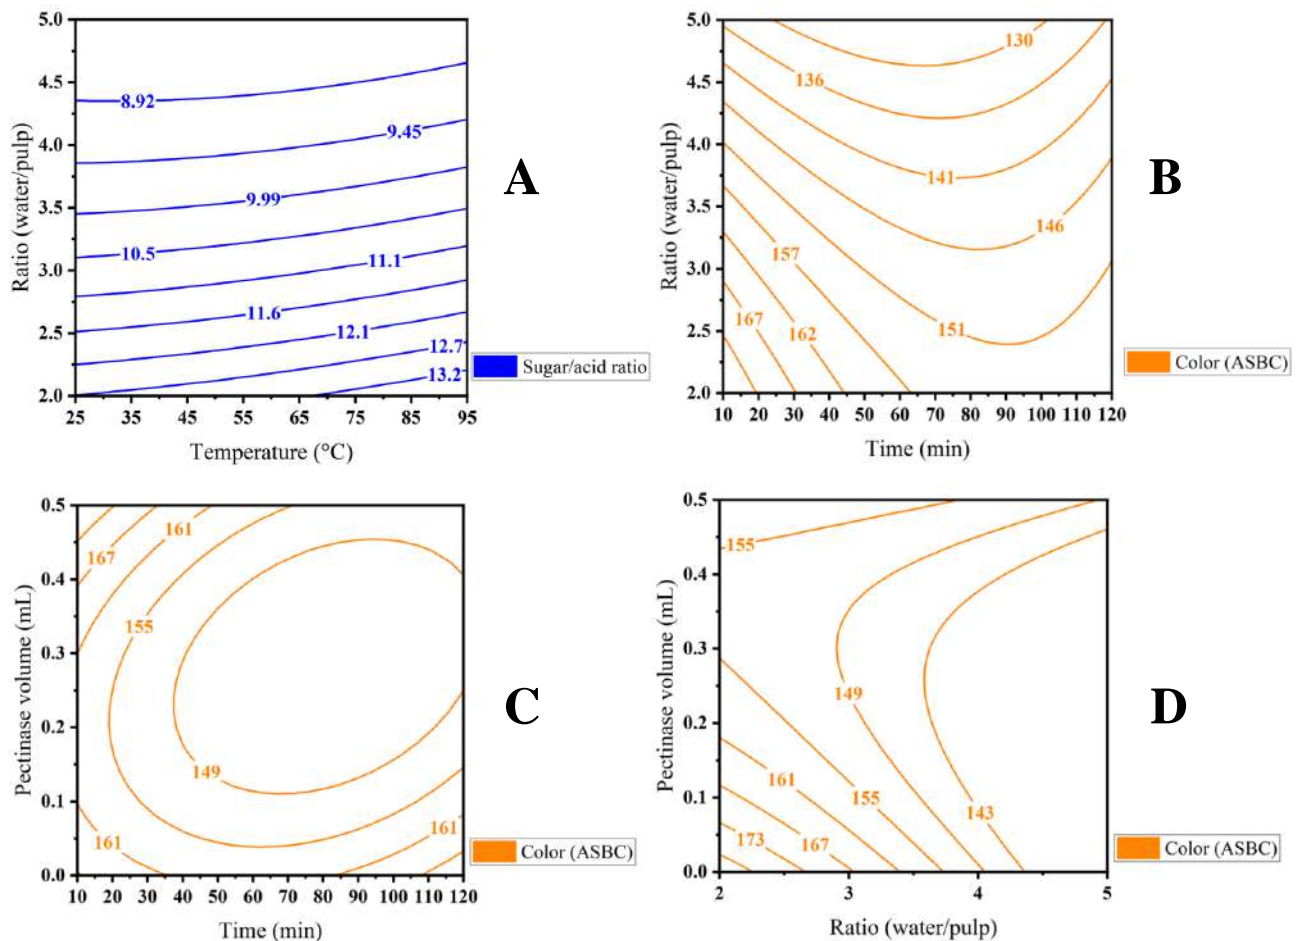 5.0
4.5
4.0
3.5
3.0
2.5
2.0
Ratio (water/pulp)
8.92
9.45
9.99
10.5
11.1
11.6
12.1
12.7
13.2
25 35 45 55 65 75 85 95
Temperature (°C)
A
Sugar/acid ratio
5.0
4.5
4.0
3.5
3.0
2.5
2.0
Ratio (water/pulp)
130
136
141
146
157
151
167
162
10 20 30 40 50 60 70 80 90 100 110 120
Time (min)
B
Color (ASBC)
0.5
0.4
0.3
0.2
0.1
0.0
Pectinase volume (mL)
161
167
155
149
161
161
10 20 30 40 50 60 70 80 90 100 110 120
Time (min)
C
Color (ASBC)
0.5
0.4
0.3
0.2
0.1
0.0
Pectinase volume (mL)
155
149
161
155
143
173
167
2 3 4 5
Ratio (water/pulp)
D
Color (ASBC)